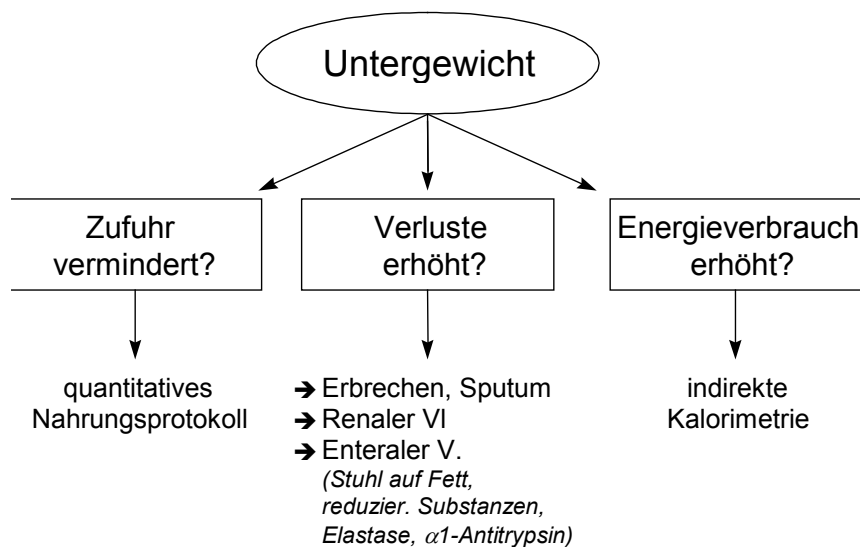 Untergewicht
Zufuhr
vermindert?
Verluste
erhöht?
Energieverbrauch
erhöht?
quantitatives
Nahrungsprotokoll
➔ Erbrechen, Sputum
➔ Renaler Vl
➔ Enteraler V.
(Stuhl auf Fett,
reduzier. Substanzen,
Elastase, α1-Antitrypsin)
indirekte
Kalorimetrie